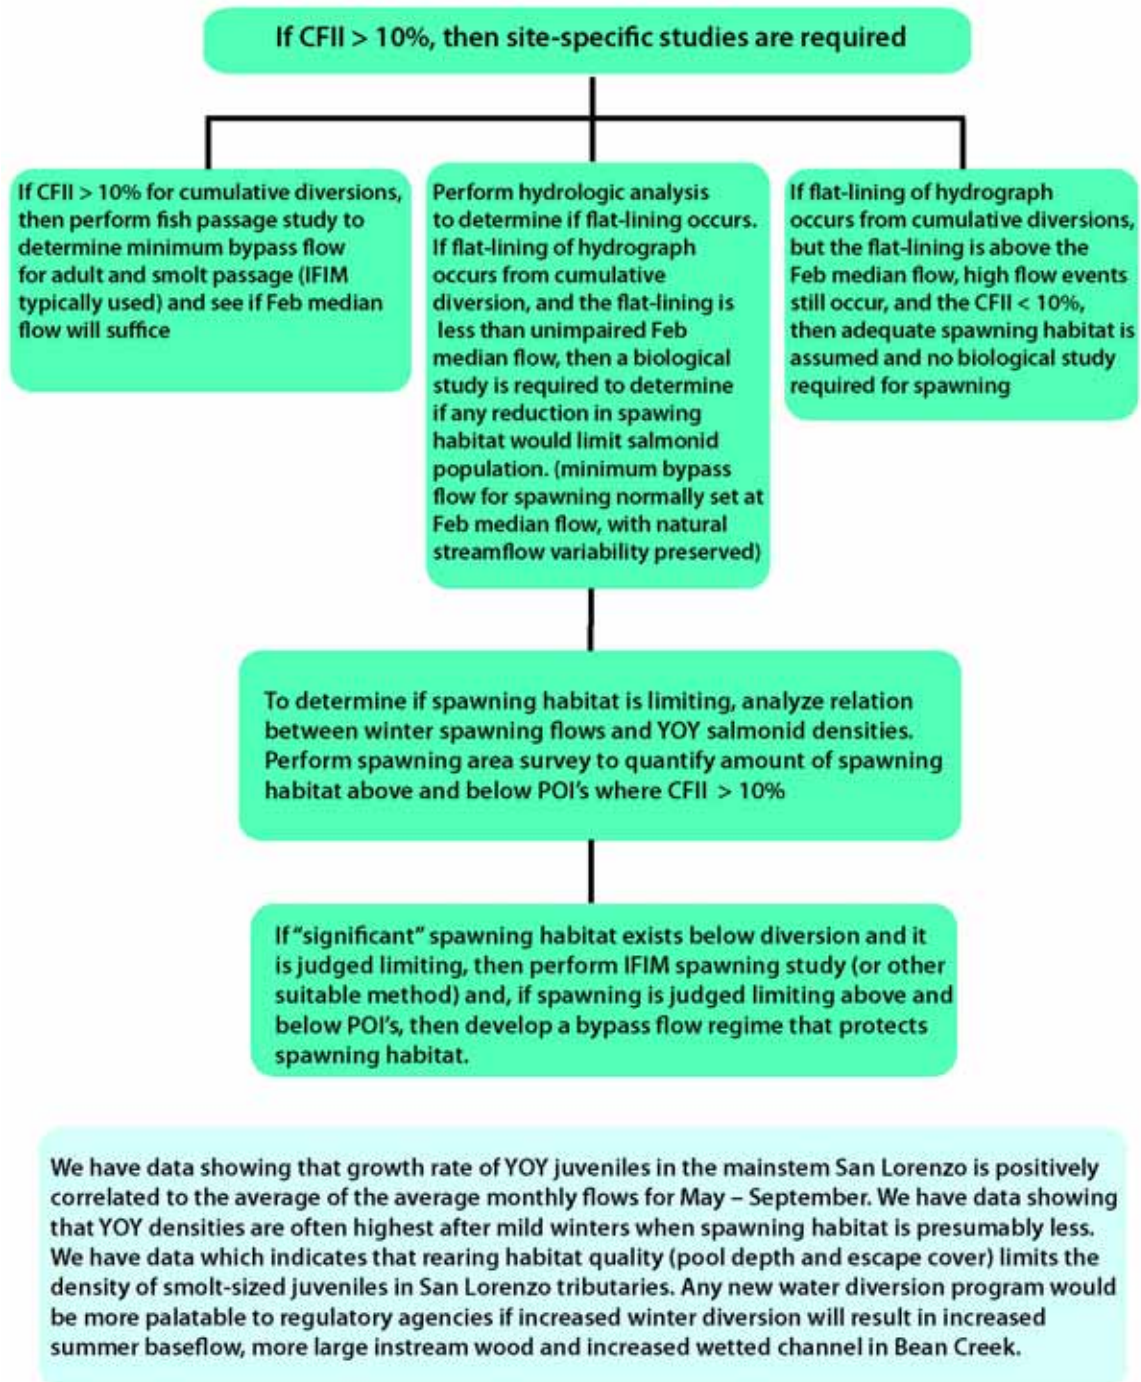 If CFII > 10%, then site-specific studies are required
If CFII > 10% for cumulative diversions,
then perform fish passage study to
determine minimum bypass flow
for adult and smolt passage (IFIM
typically used) and see if Feb median
flow will suffice
Perform hydrologic analysis
to determine if flat-lining occurs.
If flat-lining of hydrograph
occurs from cumulative
diversion, and the flat-lining is
less than unimpaired Feb
median flow, then a biological
study is required to determine
if any reduction in spawing
habitat would limit salmonid
population. (minimum bypass
flow for spawning normally set at
Feb median flow, with natural
streamflow variability preserved)
If flat-lining of hydrograph
occurs from cumulative diversions,
but the flat-lining is above the
Feb median flow, high flow events
still occur, and the CFII < 10%,
then adequate spawning habitat is
assumed and no biological study
required for spawning
To determine if spawning habitat is limiting, analyze relation
between winter spawning flows and YOY salmonid densities.
Perform spawning area survey to quantify amount of spawning
habitat above and below POI's where CFII > 10%
If "significant" spawning habitat exists below diversion and it
is judged limiting, then perform IFIM spawning study (or other
suitable method) and, if spawning is judged limiting above and
below POI's, then develop a bypass flow regime that protects
spawning habitat.
We have data showing that growth rate of YOY juveniles in the mainstem San Lorenzo is positively
correlated to the average of the average monthly flows for May – September. We have data showing
that YOY densities are often highest after mild winters when spawning habitat is presumably less.
We have data which indicates that rearing habitat quality (pool depth and escape cover) limits the
density of smolt-sized juveniles in San Lorenzo tributaries. Any new water diversion program would
be more palatable to regulatory agencies if increased winter diversion will result in increased
summer baseflow, more large instream wood and increased wetted channel in Bean Creek.